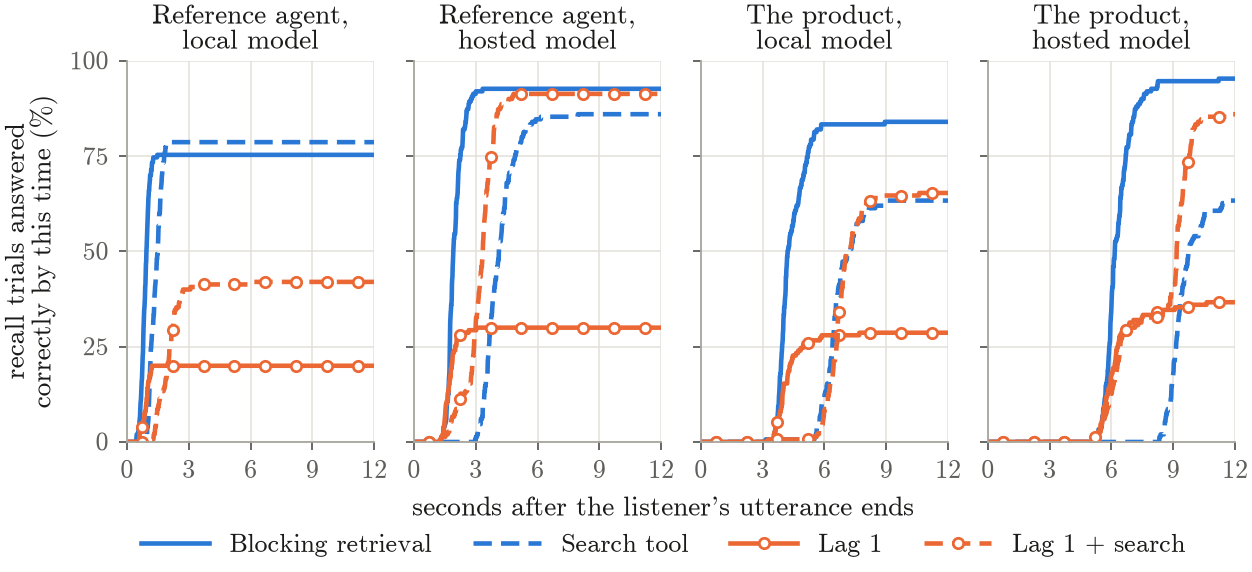 Reference agent,
local model
Reference agent,
hosted model
The product,
local model
The product,
hosted model
recall trials answered
correctly by this time (%)
100
75
50
25
0
0 3 6 9 12
0 3 6 9 12
0 3 6 9 12
0 3 6 9 12
seconds after the listener's utterance ends
Blocking retrieval
Search tool
Lag 1
Lag 1 + search